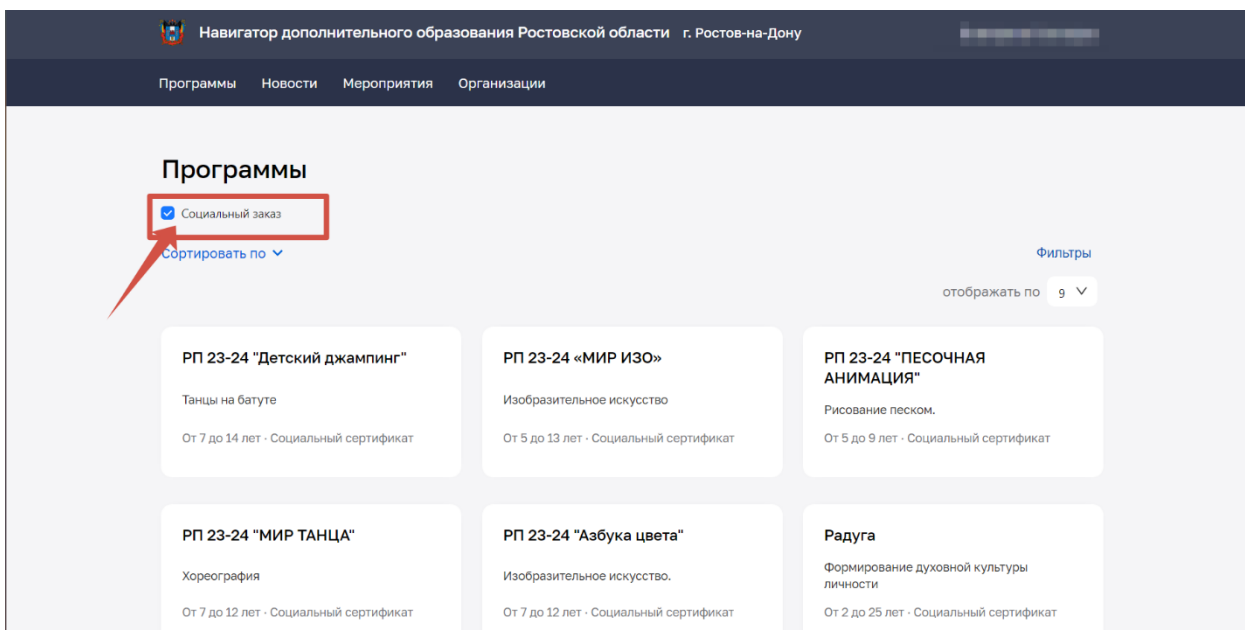 Навигатор дополнительного образования Ростовской области г. Ростов-на-Дону
Программы Новости Мероприятия Организации
Программы
Социальный заказ
Сортировать по
Фильтры
отображать по 9
РП 23-24 "Детский джампинг"
Танцы на батуте
От 7 до 14 лет · Социальный сертификат
РП 23-24 «МИР ИЗО»
Изобразительное искусство
От 5 до 13 лет · Социальный сертификат
РП 23-24 "ПЕСОЧНАЯ
АНИМАЦИЯ"
Рисование песком.
От 5 до 9 лет · Социальный сертификат
РП 23-24 "МИР ТАНЦА"
Хореография
От 7 до 12 лет · Социальный сертификат
РП 23-24 "Азбука цвета"
Изобразительное искусство.
От 7 до 12 лет · Социальный сертификат
Радуга
Формирование духовной культуры
личности
От 2 до 25 лет · Социальный сертификат